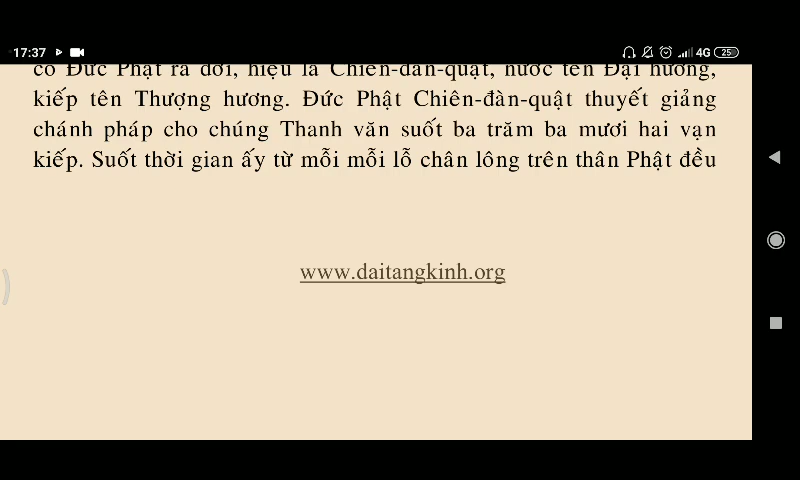 17:37
4G 25
có Đức Phật ra đời, hiệu là Chiên-đàn-quật, nước tên Đại hương,
kiếp tên Thượng hương. Đức Phật Chiên-đàn-quật thuyết giảng
chánh pháp cho chúng Thanh văn suốt ba trăm ba mươi hai vạn
kiếp. Suốt thời gian ấy từ mỗi mỗi lỗ chân lông trên thân Phật đều
www.daitangkinh.org